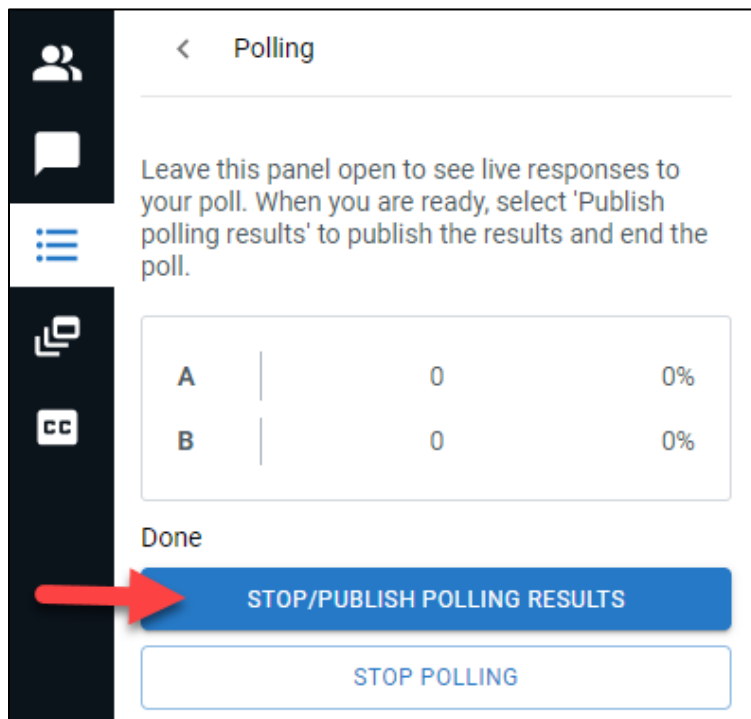 Polling
Leave this panel open to see live responses to
your poll. When you are ready, select 'Publish
polling results' to publish the results and end the
poll.
A 0 0%
B 0 0%
CC
Done
STOP/PUBLISH POLLING RESULTS
STOP POLLING